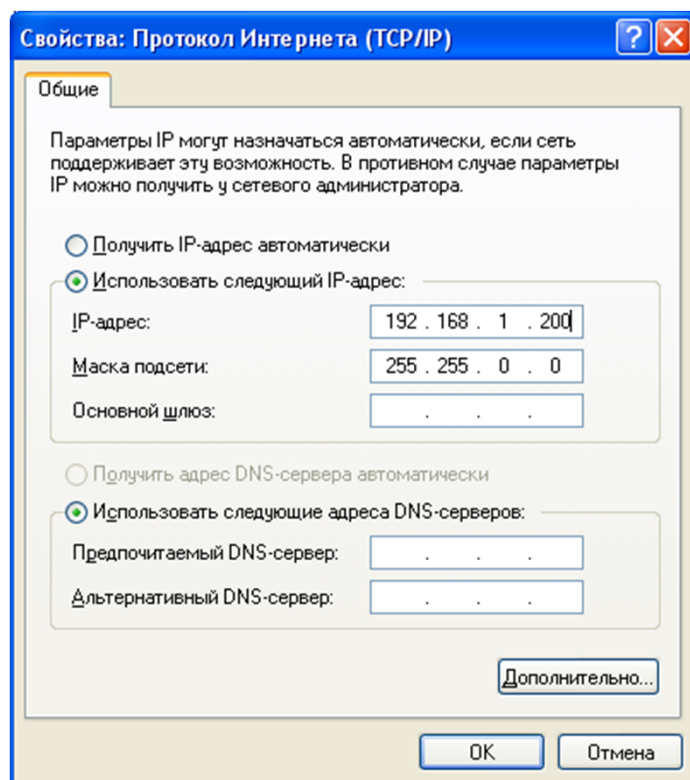 Свойства: Протокол Интернета (TCP/IP)
?
Общие
Параметры IP могут назначаться автоматически, если сеть
поддерживает эту возможность. В противном случае параметры
IP можно получить у сетевого администратора.
Получить IP-адрес автоматически
Использовать следующий IP-адрес:
IP-адрес: 192 . 168 . 1 . 200
Маска подсети: 255 . 255 . 0 . 0
Основной шлюз: . . .
Получить адрес DNS-сервера автоматически
Использовать следующие адреса DNS-серверов:
Предпочитаемый DNS-сервер: . . .
Альтернативный DNS-сервер: . . .
Дополнительно...
OK Отмена